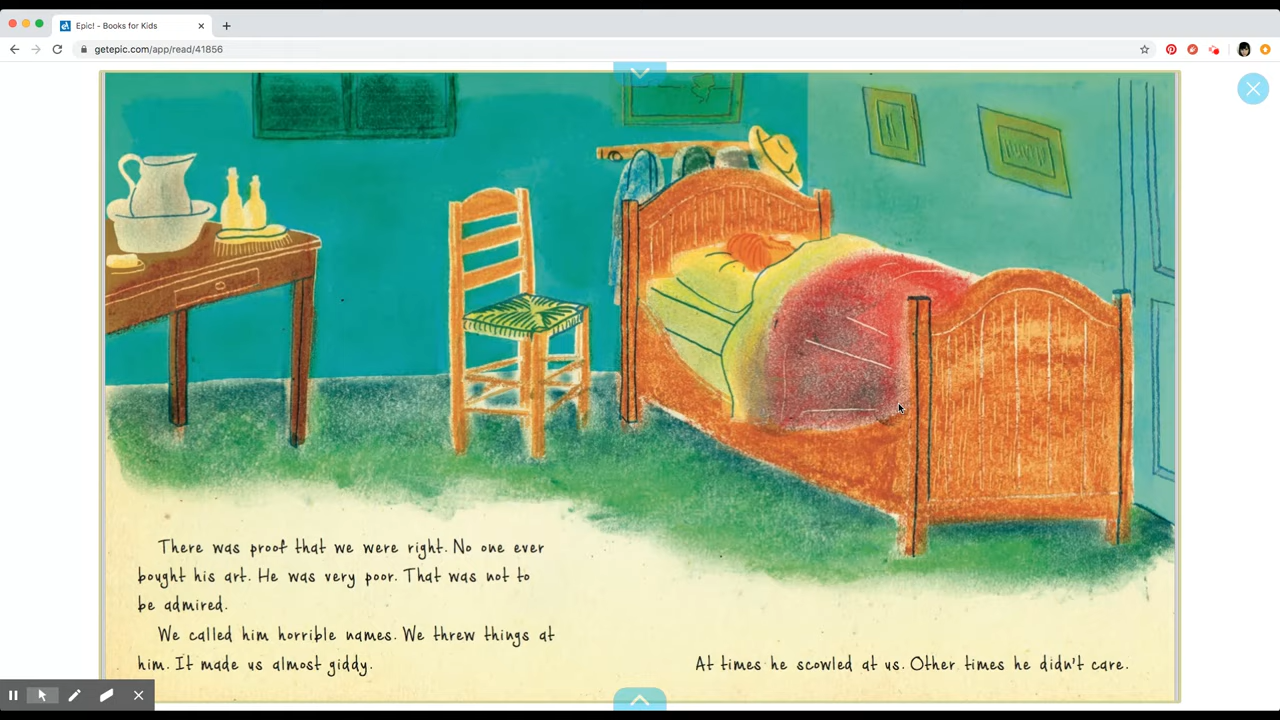 Epic! - Books for Kids
getepic.com/app/read/41856
There was proof that we were right. No one ever
bought his art. He was very poor. That was not to
be admired.
We called him horrible names. We threw things at
him. It made us almost giddy.
At times he scowled at us. Other times he didn't care.